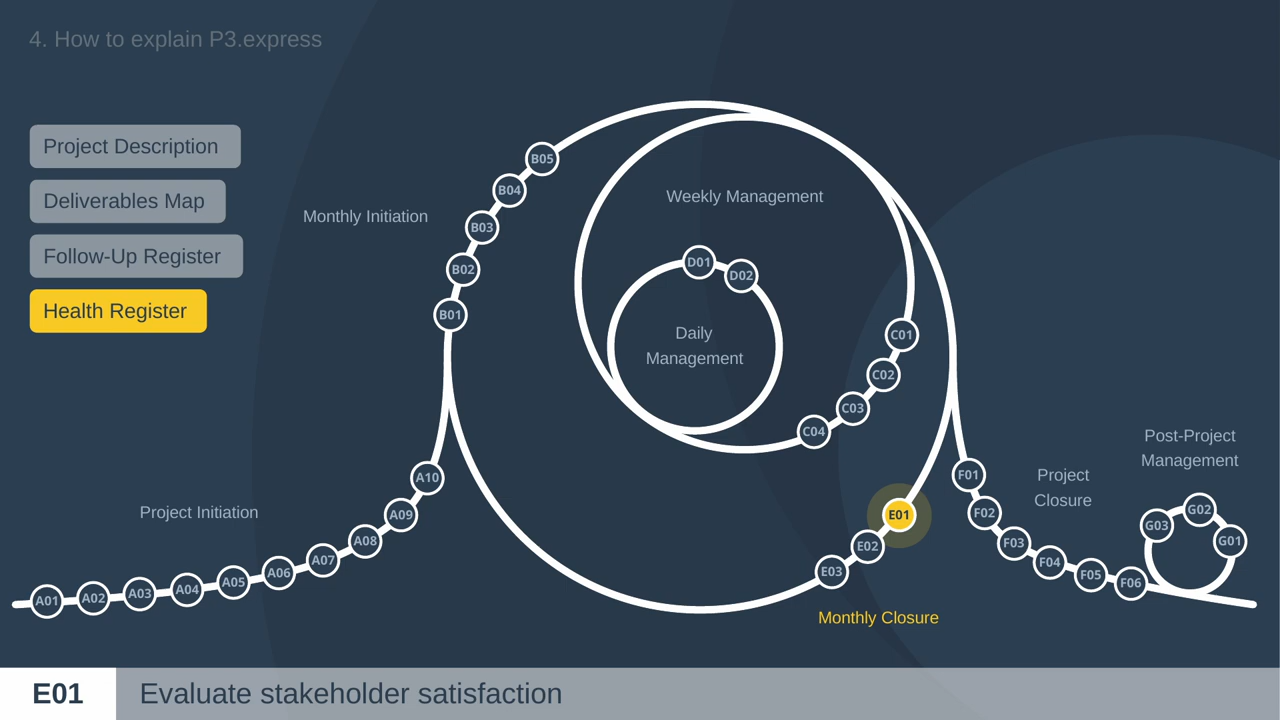 4. How to explain P3.express
Project Description
Deliverables Map
Follow-Up Register
Health Register
Monthly Initiation
Weekly Management
Daily
Management
Project Initiation
Monthly Closure
Project
Closure
Post-Project
Management
A01
A02
A03
A04
A05
A06
A07
A08
A09
A10
B01
B02
B03
B04
B05
C01
C02
C03
C04
D01
D02
E01
E02
E03
F01
F02
F03
F04
F05
F06
G01
G02
G03
E01
Evaluate stakeholder satisfaction